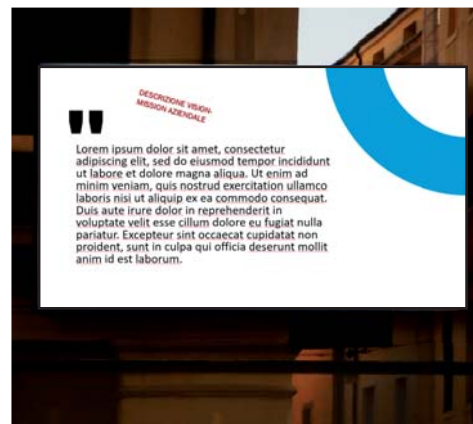 DESCRIZIONE VISION-
MISSION AZIENDALE
"
Lorem ipsum dolor sit amet, consectetur
adipiscing elit, sed do eiusmod tempor incididunt
ut labore et dolore magna aliqua. Ut enim ad
minim veniam, quis nostrud exercitation ullamco
laboris nisi ut aliquip ex ea commodo consequat.
Duis aute irure dolor in reprehenderit in
voluptate velit esse cillum dolore eu fugiat nulla
pariatur. Excepteur sint occaecat cupidatat non
proident, sunt in culpa qui officia deserunt mollit
anim id est laborum.